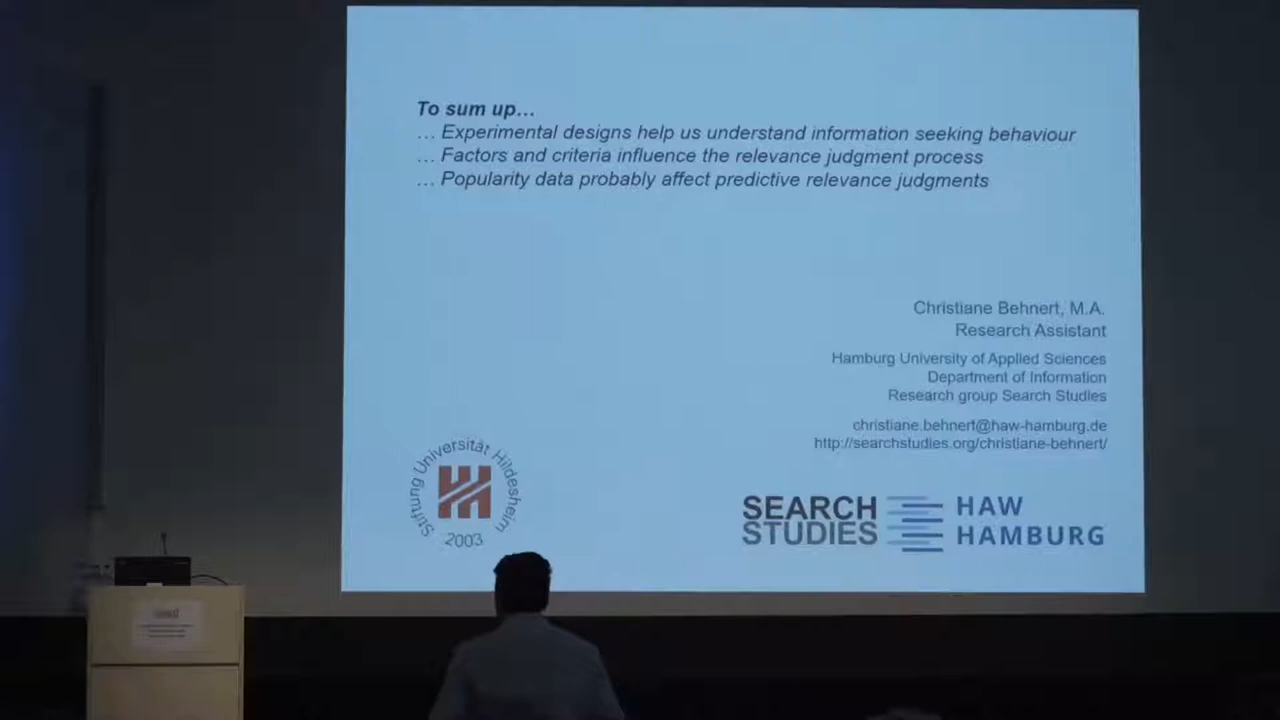 To sum up…
… Experimental designs help us understand information seeking behaviour
… Factors and criteria influence the relevance judgment process
… Popularity data probably affect predictive relevance judgments
Christiane Behnert, M.A.
Research Assistant
Hamburg University of Applied Sciences
Department of Information
Research group Search Studies
christiane.behnert@haw-hamburg.de
http://searchstudies.org/christiane-behnert/
Stiftung Universität Hildesheim
2003
SEARCH
STUDIES
HAW
HAMBURG